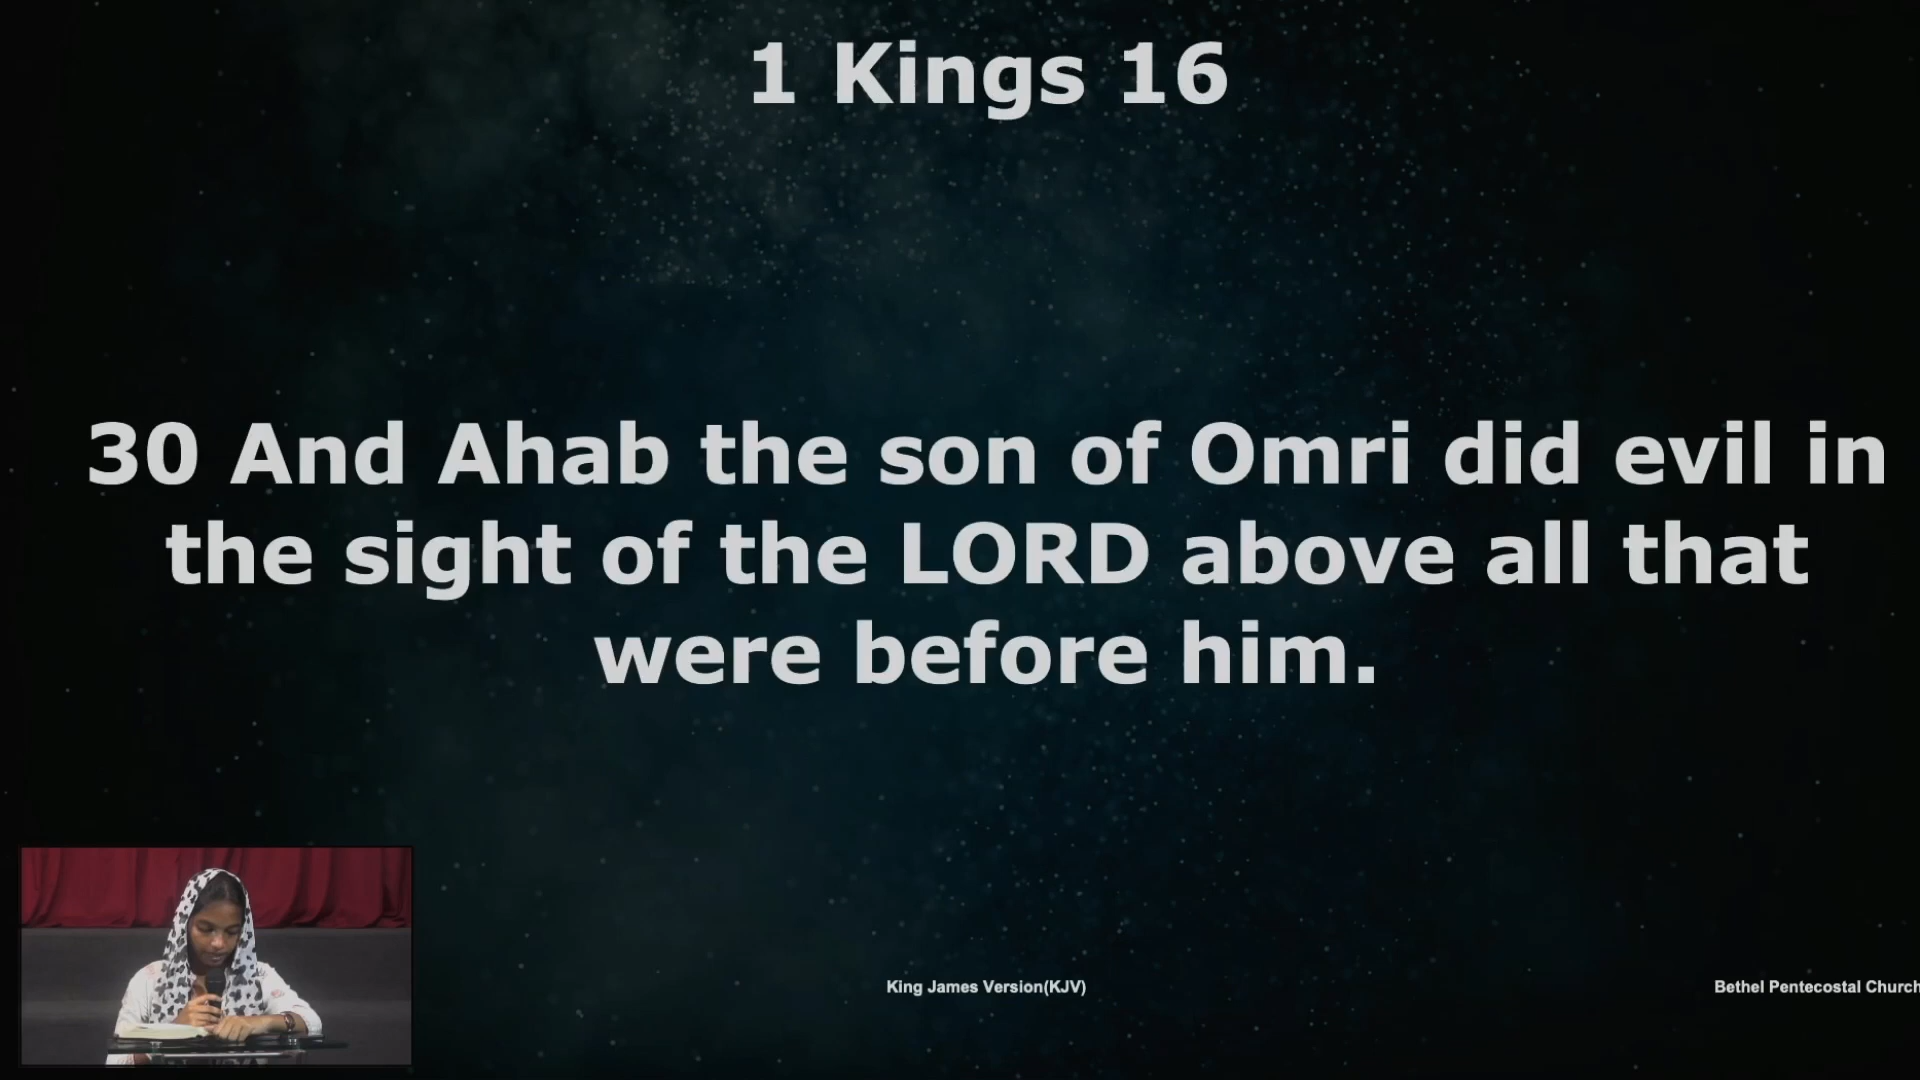 1 Kings 16
30 And Ahab the son of Omri did evil in
the sight of the LORD above all that
were before him.
King James Version(KJV)
Bethel Pentecostal Church